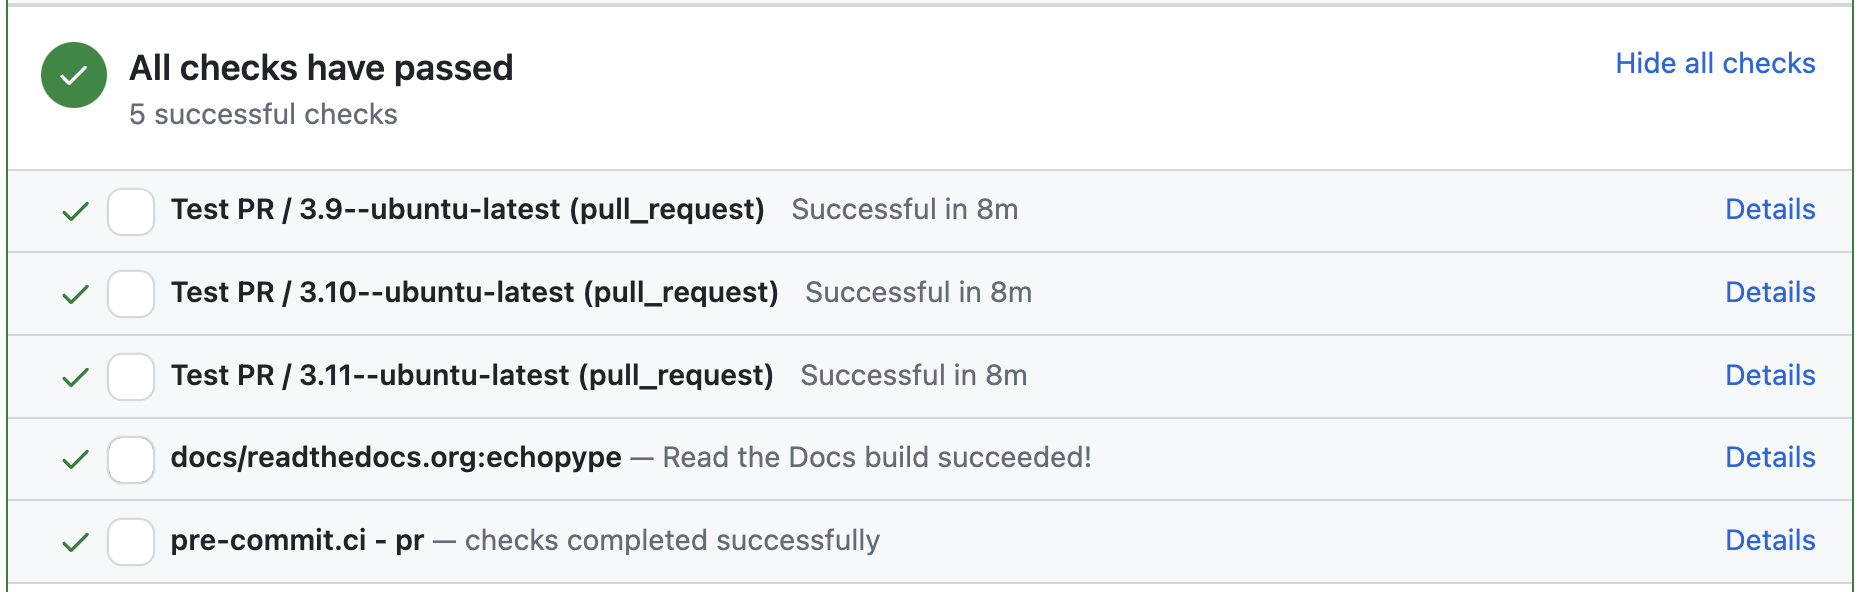 All checks have passed
Hide all checks
5 successful checks
Test PR / 3.9--ubuntu-latest (pull_request) Successful in 8m Details
Test PR / 3.10--ubuntu-latest (pull_request) Successful in 8m Details
Test PR / 3.11--ubuntu-latest (pull_request) Successful in 8m Details
docs/readthedocs.org:echopype — Read the Docs build succeeded! Details
pre-commit.ci - pr — checks completed successfully Details